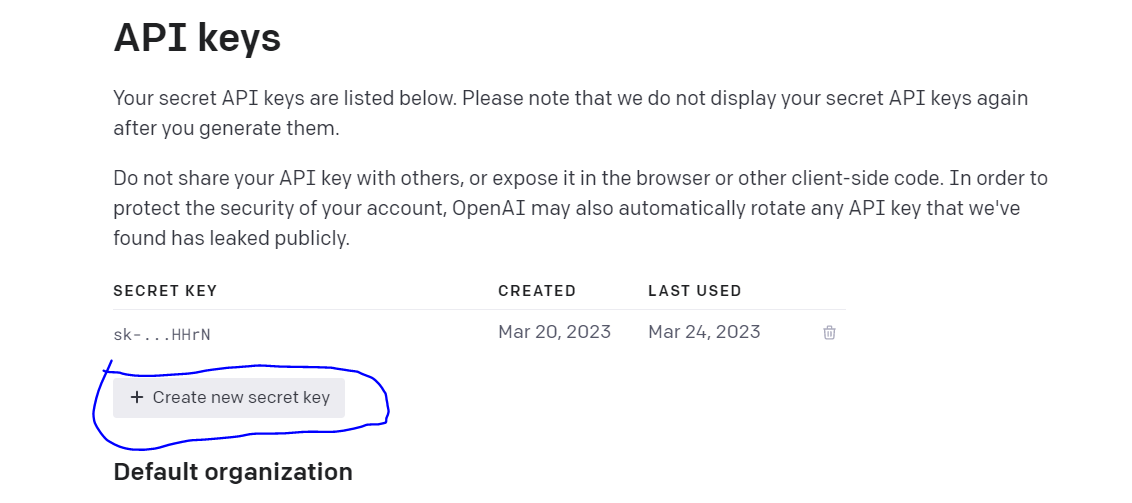 API keys
Your secret API keys are listed below. Please note that we do not display your secret API keys again
after you generate them.
Do not share your API key with others, or expose it in the browser or other client-side code. In order to
protect the security of your account, OpenAI may also automatically rotate any API key that we've
found has leaked publicly.
SECRET KEY CREATED LAST USED
sk-...HHrN Mar 20, 2023 Mar 24, 2023
+ Create new secret key
Default organization